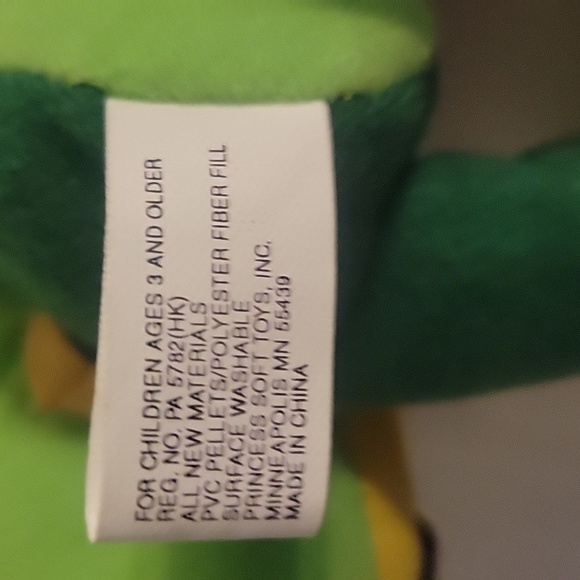 FOR CHILDREN AGES 3 AND OLDER
REG. NO. PA 5782(HK)
ALL NEW MATERIALS
PVC PELLETS/POLYESTER FIBER FILL
SURFACE WASHABLE
PRINCESS SOFT TOYS, INC.
MINNEAPOLIS MN 55439
MADE IN CHINA